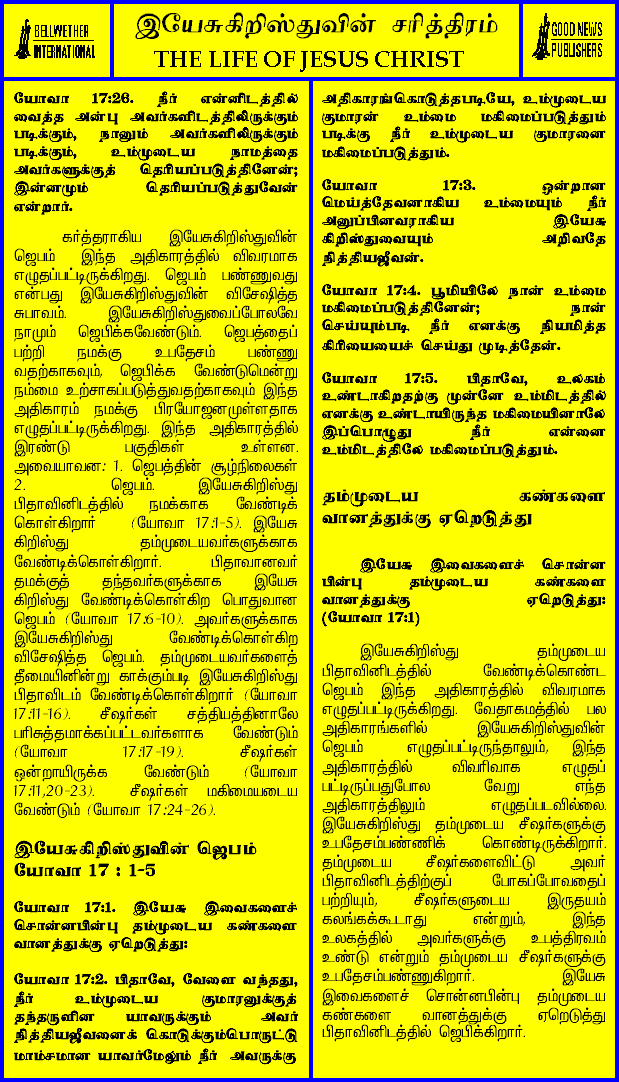 BELLWETHER
INTERNATIONAL
இயேசுகிறிஸ்துவின் சரித்திரம்
THE LIFE OF JESUS CHRIST
GOOD NEWS
PUBLISHERS
யோவா 17:26. நீர் என்னிடத்தில்
வைத்த அன்பு அவர்களிடத்திலிருக்கும்
படிக்கும், நானும் அவர்களிலிருக்கும்
படிக்கும், உம்முடைய நாமத்தை
அவர்களுக்குத் தெரியப்படுத்தினேன்;
இன்னமும் தெரியப்படுத்துவேன்
என்றார்.
கர்த்தராகிய இயேசுகிறிஸ்துவின்
ஜெபம் இந்த அதிகாரத்தில் விவரமாக
எழுதப்பட்டிருக்கிறது. ஜெபம் பண்ணுவது
என்பது இயேசுகிறிஸ்துவின் விசேஷித்த
சுபாவம். இயேசுகிறிஸ்துவைப்போலவே
நாமும் ஜெபிக்கவேண்டும். ஜெபத்தைப்
பற்றி நமக்கு உபதேசம் பண்ணு
வதற்காகவும், ஜெபிக்க வேண்டுமென்று
நம்மை உற்சாகப்படுத்துவதற்காகவும் இந்த
அதிகாரம் நமக்கு பிரயோஜனமுள்ளதாக
எழுதப்பட்டிருக்கிறது. இந்த அதிகாரத்தில்
இரண்டு பகுதிகள் உள்ளன.
அவையாவன: 1. ஜெபத்தின் சூழ்நிலைகள்
2. ஜெபம். இயேசுகிறிஸ்து
பிதாவினிடத்தில் நமக்காக வேண்டிக்
கொள்கிறார் (யோவா 17:1-5). இயேசு
கிறிஸ்து தம்முடையவர்களுக்காக
வேண்டிக்கொள்கிறார். பிதாவானவர்
தமக்குத் தந்தவர்களுக்காக இயேசு
கிறிஸ்து வேண்டிக்கொள்கிற பொதுவான
ஜெபம் (யோவா 17:6-10). அவர்களுக்காக
இயேசுகிறிஸ்து வேண்டிக்கொள்கிற
விசேஷித்த ஜெபம். தம்முடையவர்களைத்
தீமையினின்று காக்கும்படி இயேசுகிறிஸ்து
பிதாவிடம் வேண்டிக்கொள்கிறார் (யோவா
17:11-16). சீஷர்கள் சத்தியத்தினாலே
பரிசுத்தமாக்கப்பட்டவர்களாக வேண்டும்
(யோவா 17:17-19). சீஷர்கள்
ஒன்றாயிருக்க வேண்டும் (யோவா
17:11,20-23). சீஷர்கள் மகிமையடைய
வேண்டும் (யோவா 17:24-26).
இயேசுகிறிஸ்துவின் ஜெபம்
யோவா 17 : 1-5
யோவா 17:1. இயேசு இவைகளைச்
சொன்னபின்பு தம்முடைய கண்களை
வானத்துக்கு ஏறெடுத்து:
யோவா 17:2. பிதாவே, வேளை வந்தது,
நீர் உம்முடைய குமாரனுக்குத்
தந்தருளின யாவருக்கும் அவர்
நித்தியஜீவனைக் கொடுக்கும்பொருட்டு
மாம்சமான யாவர்மேலும் நீர் அவருக்கு
அதிகாரங்கொடுத்தபடியே, உம்முடைய
குமாரன் உம்மை மகிமைப்படுத்தும்
படிக்கு நீர் உம்முடைய குமாரனை
மகிமைப்படுத்தும்.
யோவா 17:3. ஒன்றான
மெய்த்தேவனாகிய உம்மையும் நீர்
அனுப்பினவராகிய இயேசு
கிறிஸ்துவையும் அறிவதே
நித்தியஜீவன்.
யோவா 17:4. பூமியிலே நான் உம்மை
மகிமைப்படுத்தினேன்; நான்
செய்யும்படி நீர் எனக்கு நியமித்த
கிரியையைச் செய்து முடித்தேன்.
யோவா 17:5. பிதாவே, உலகம்
உண்டாகிறதற்கு முன்னே உம்மிடத்தில்
எனக்கு உண்டாயிருந்த மகிமையினாலே
இப்பொழுது நீர் என்னை
உம்மிடத்திலே மகிமைப்படுத்தும்.
தம்முடைய கண்களை
வானத்துக்கு ஏறெடுத்து
இயேசு இவைகளைச் சொன்ன
பின்பு தம்முடைய கண்களை
வானத்துக்கு ஏறெடுத்து:
(யோவா 17:1)
இயேசுகிறிஸ்து தம்முடைய
பிதாவினிடத்தில் வேண்டிக்கொண்ட
ஜெபம் இந்த அதிகாரத்தில் விவரமாக
எழுதப்பட்டிருக்கிறது. வேதாகமத்தில் பல
அதிகாரங்களில் இயேசுகிறிஸ்துவின்
ஜெபம் எழுதப்பட்டிருந்தாலும், இந்த
அதிகாரத்தில் விவரிவாக எழுதப்
பட்டிருப்பதுபோல வேறு எந்த
அதிகாரத்திலும் எழுதப்படவில்லை.
இயேசுகிறிஸ்து தம்முடைய சீஷர்களுக்கு
உபதேசம்பண்ணிக் கொண்டிருக்கிறார்.
தம்முடைய சீஷர்களைவிட்டு அவர்
பிதாவினிடத்திற்குப் போகப்போவதைப்
பற்றியும், சீஷர்களுடைய இருதயம்
கலங்கக்கூடாது என்றும், இந்த
உலகத்தில் அவர்களுக்கு உபத்திரவம்
உண்டு என்றும் தம்முடைய சீஷர்களுக்கு
உபதேசம்பண்ணுகிறார். இயேசு
இவைகளைச் சொன்னபின்பு தம்முடைய
கண்களை வானத்துக்கு ஏறெடுத்து
பிதாவினிடத்தில் ஜெபிக்கிறார்.